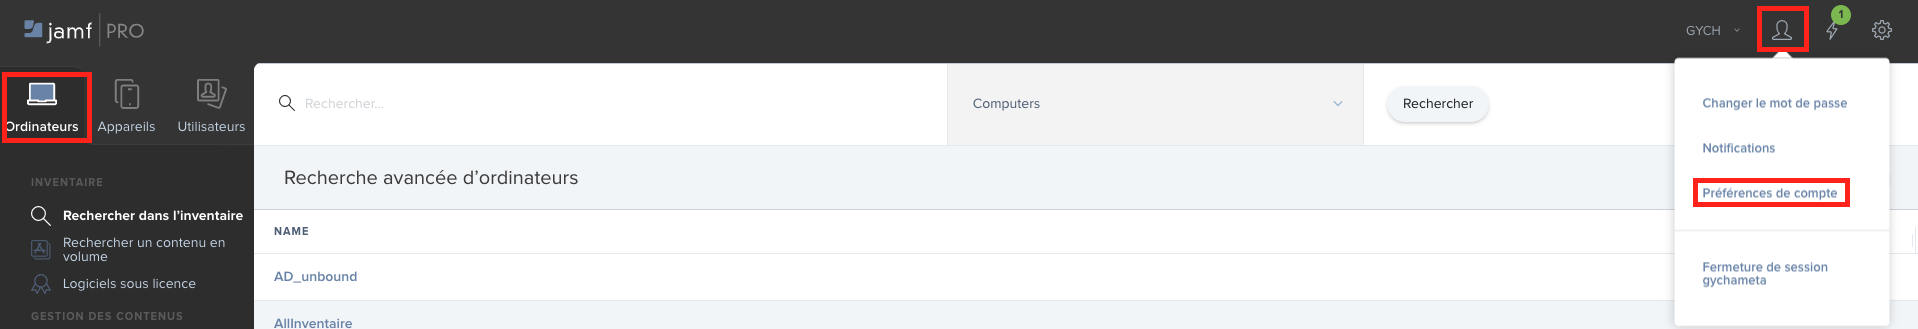 jamf PRO
GYCH
1
Ordinateurs
Appareils
Utilisateurs
Rechercher...
Computers
Rechercher
Changer le mot de passe
Notifications
Préférences de compte
Fermeture de session
gychameta
INVENTAIRE
Rechercher dans l'inventaire
Rechercher un contenu en
volume
Logiciels sous licence
GESTION DES CONTENUS
Recherche avancée d'ordinateurs
NAME
AD_unbound
AllInventaire